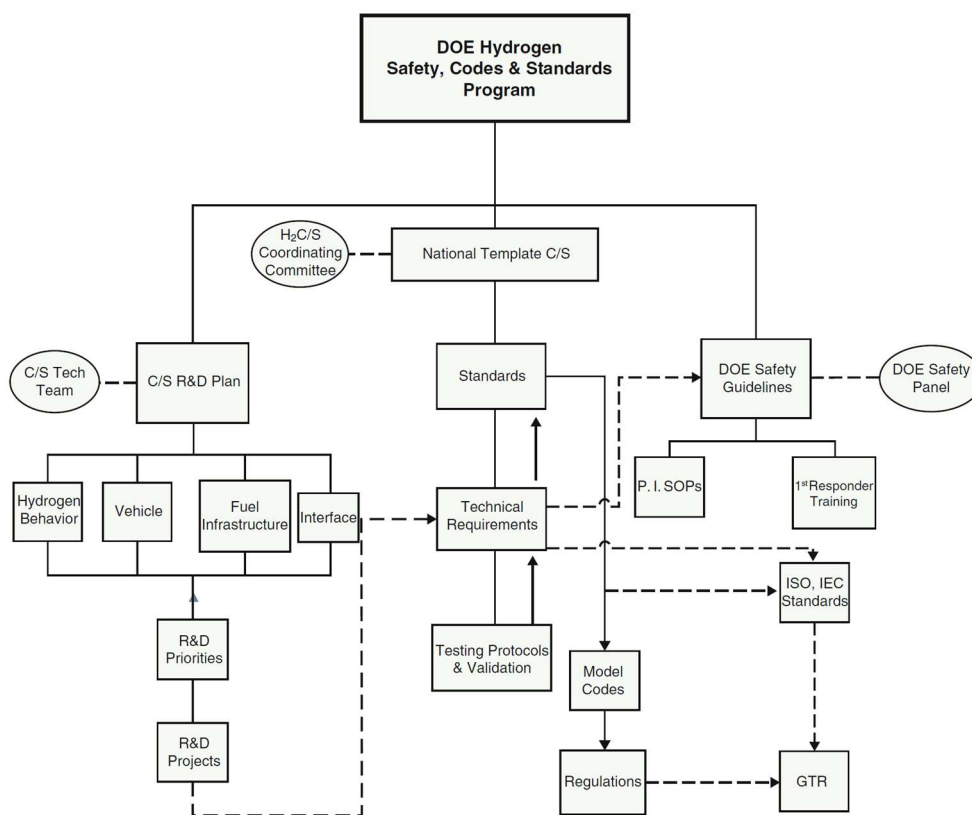 DOE Hydrogen
Safety, Codes & Standards
Program
H₂C/S
Coordinating
Committee
National Template C/S
C/S Tech
Team
C/S R&D Plan
Standards
DOE Safety
Guidelines
DOE Safety
Panel
Hydrogen
Behavior
Vehicle
Fuel
Infrastructure
Interface
Technical
Requirements
P. I. SOPs
1st Responder
Training
ISO, IEC
Standards
R&D
Priorities
Testing Protocols
& Validation
Model
Codes
R&D
Projects
Regulations
GTR